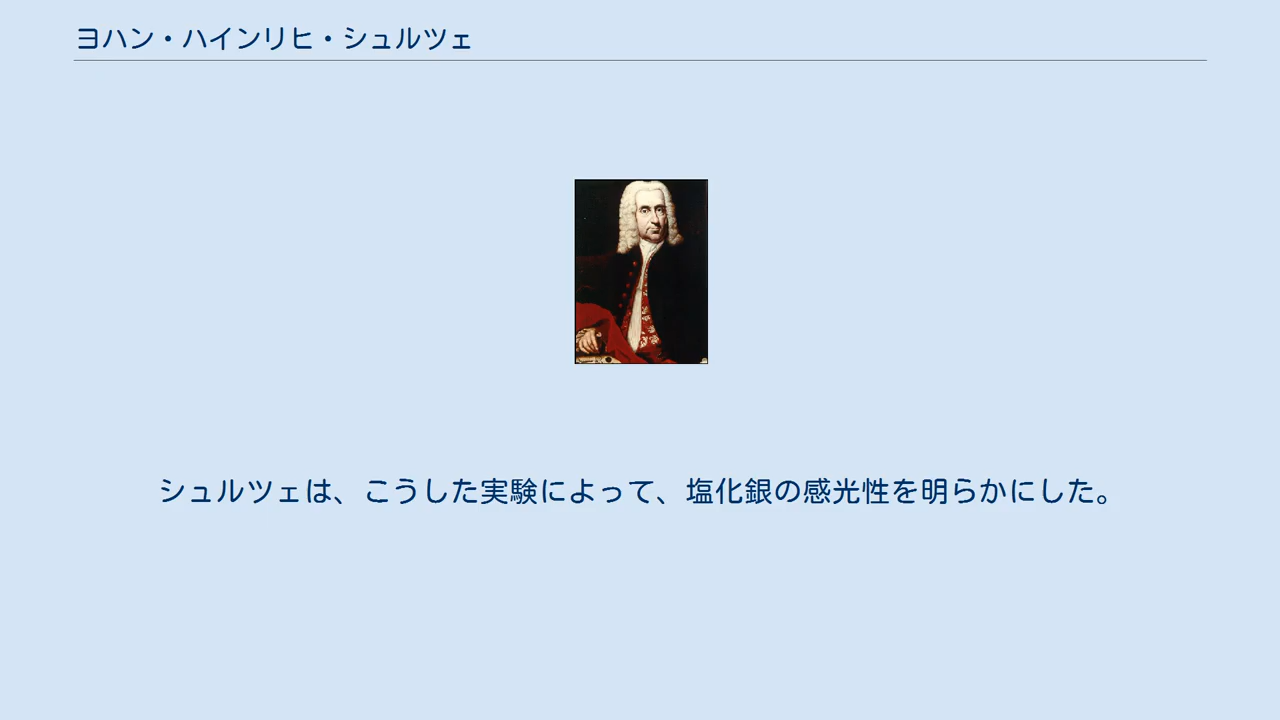 ヨハン・ハインリヒ・シュルツェ
シュルツェは、こうした実験によって、塩化銀の感光性を明らかにした。